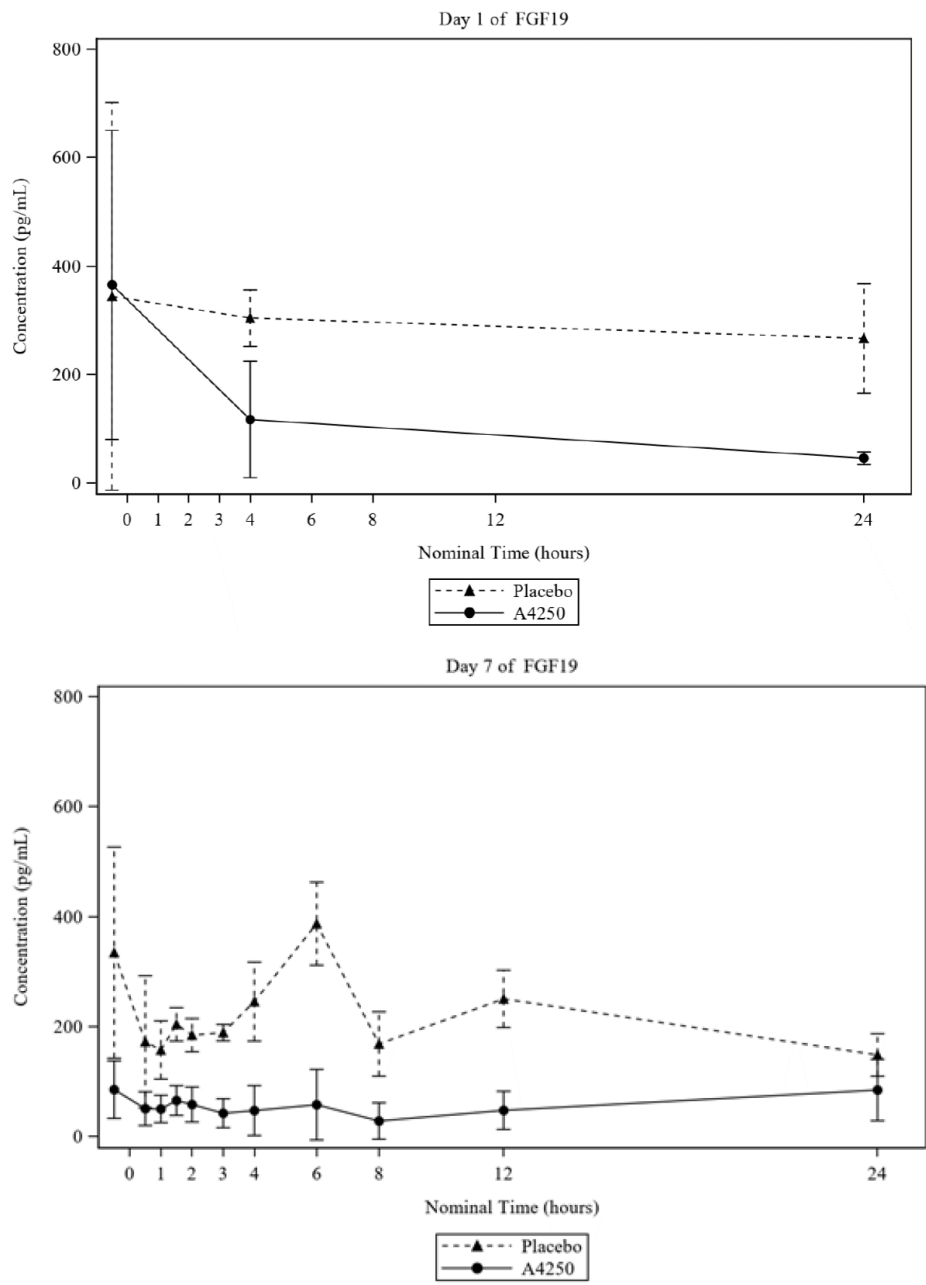 Day 1 of FGF19
800
600
400
200
0
Concentration (pg/mL)
0 1 2 3 4 6 8 12 24
Nominal Time (hours)
Placebo
A4250
Day 7 of FGF19
800
600
400
200
0
Concentration (pg/mL)
0 1 2 3 4 6 8 12 24
Nominal Time (hours)
Placebo
A4250